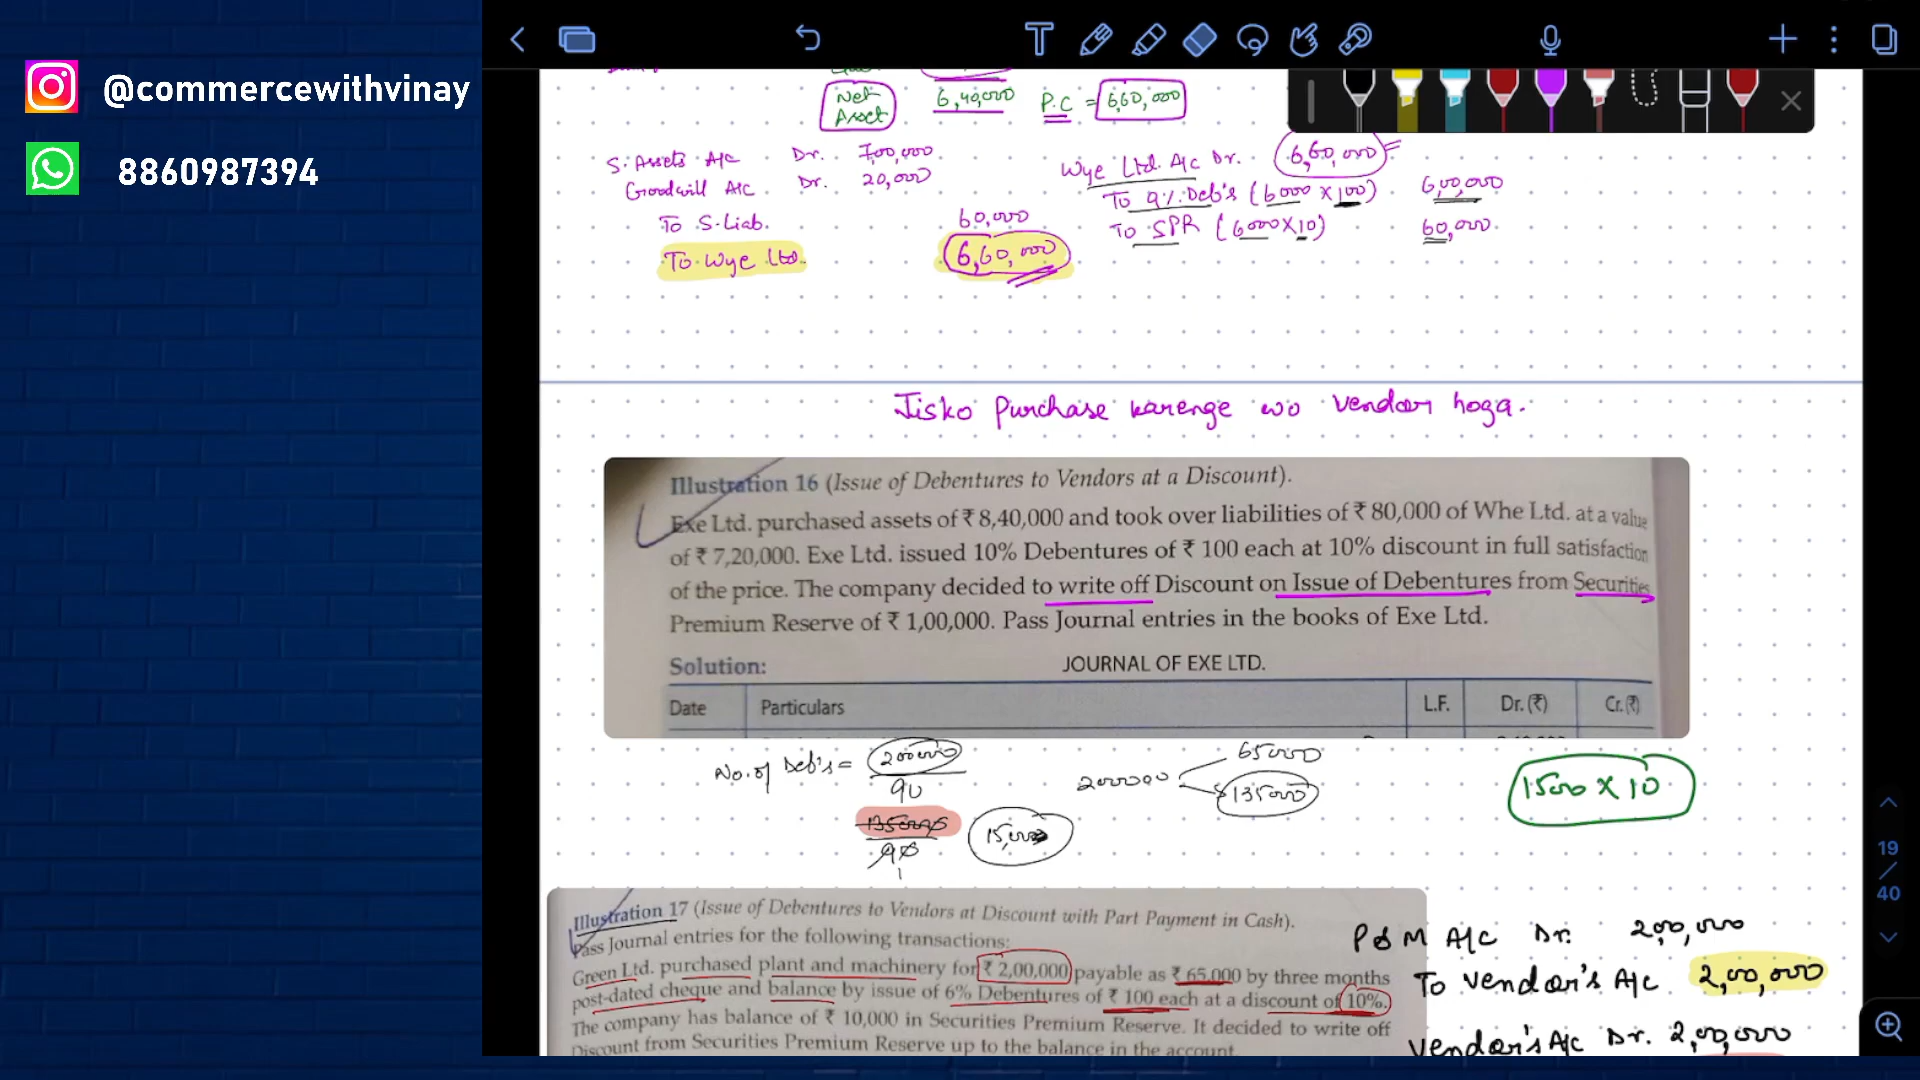 @commercewithvinay
8860987394
Net Asset 6,40,000 P.C = 6,60,000
S. Assets A/c Dr. 7,00,000
Goodwill A/c Dr. 20,000
To S. Liab. 60,000
To Wye Ltd. 6,60,000
Wye Ltd. A/c Dr. 6,60,000
To 9% Deb's (6000 X 100) 6,00,000
To SPR (6000 X 10) 60,000
Jisko Purchase karenge wo Vendor hoga.
Illustration 16 (Issue of Debentures to Vendors at a Discount).
Exe Ltd. purchased assets of ₹ 8,40,000 and took over liabilities of ₹ 80,000 of Whe Ltd. at a value
of ₹ 7,20,000. Exe Ltd. issued 10% Debentures of ₹ 100 each at 10% discount in full satisfaction
of the price. The company decided to write off Discount on Issue of Debentures from Securities
Premium Reserve of ₹ 1,00,000. Pass Journal entries in the books of Exe Ltd.
Solution: JOURNAL OF EXE LTD.
Date Particulars L.F. Dr. (₹) Cr. (₹)
No. of Deb's = 200000
90
135000
90
15,000
200000
65000
135000
1500 X 10
Illustration 17 (Issue of Debentures to Vendors at Discount with Part Payment in Cash).
Pass Journal entries for the following transactions:
Green Ltd. purchased plant and machinery for ₹ 2,00,000 payable as ₹ 65,000 by three months
post-dated cheque and balance by issue of 6% Debentures of ₹ 100 each at a discount of 10%.
The company has balance of ₹ 10,000 in Securities Premium Reserve. It decided to write off
Discount from Securities Premium Reserve up to the balance in the account.
P & M A/c Dr. 2,00,000
To Vendor's A/c 2,00,000
Vendor's A/c Dr. 2,00,000
19
/
40